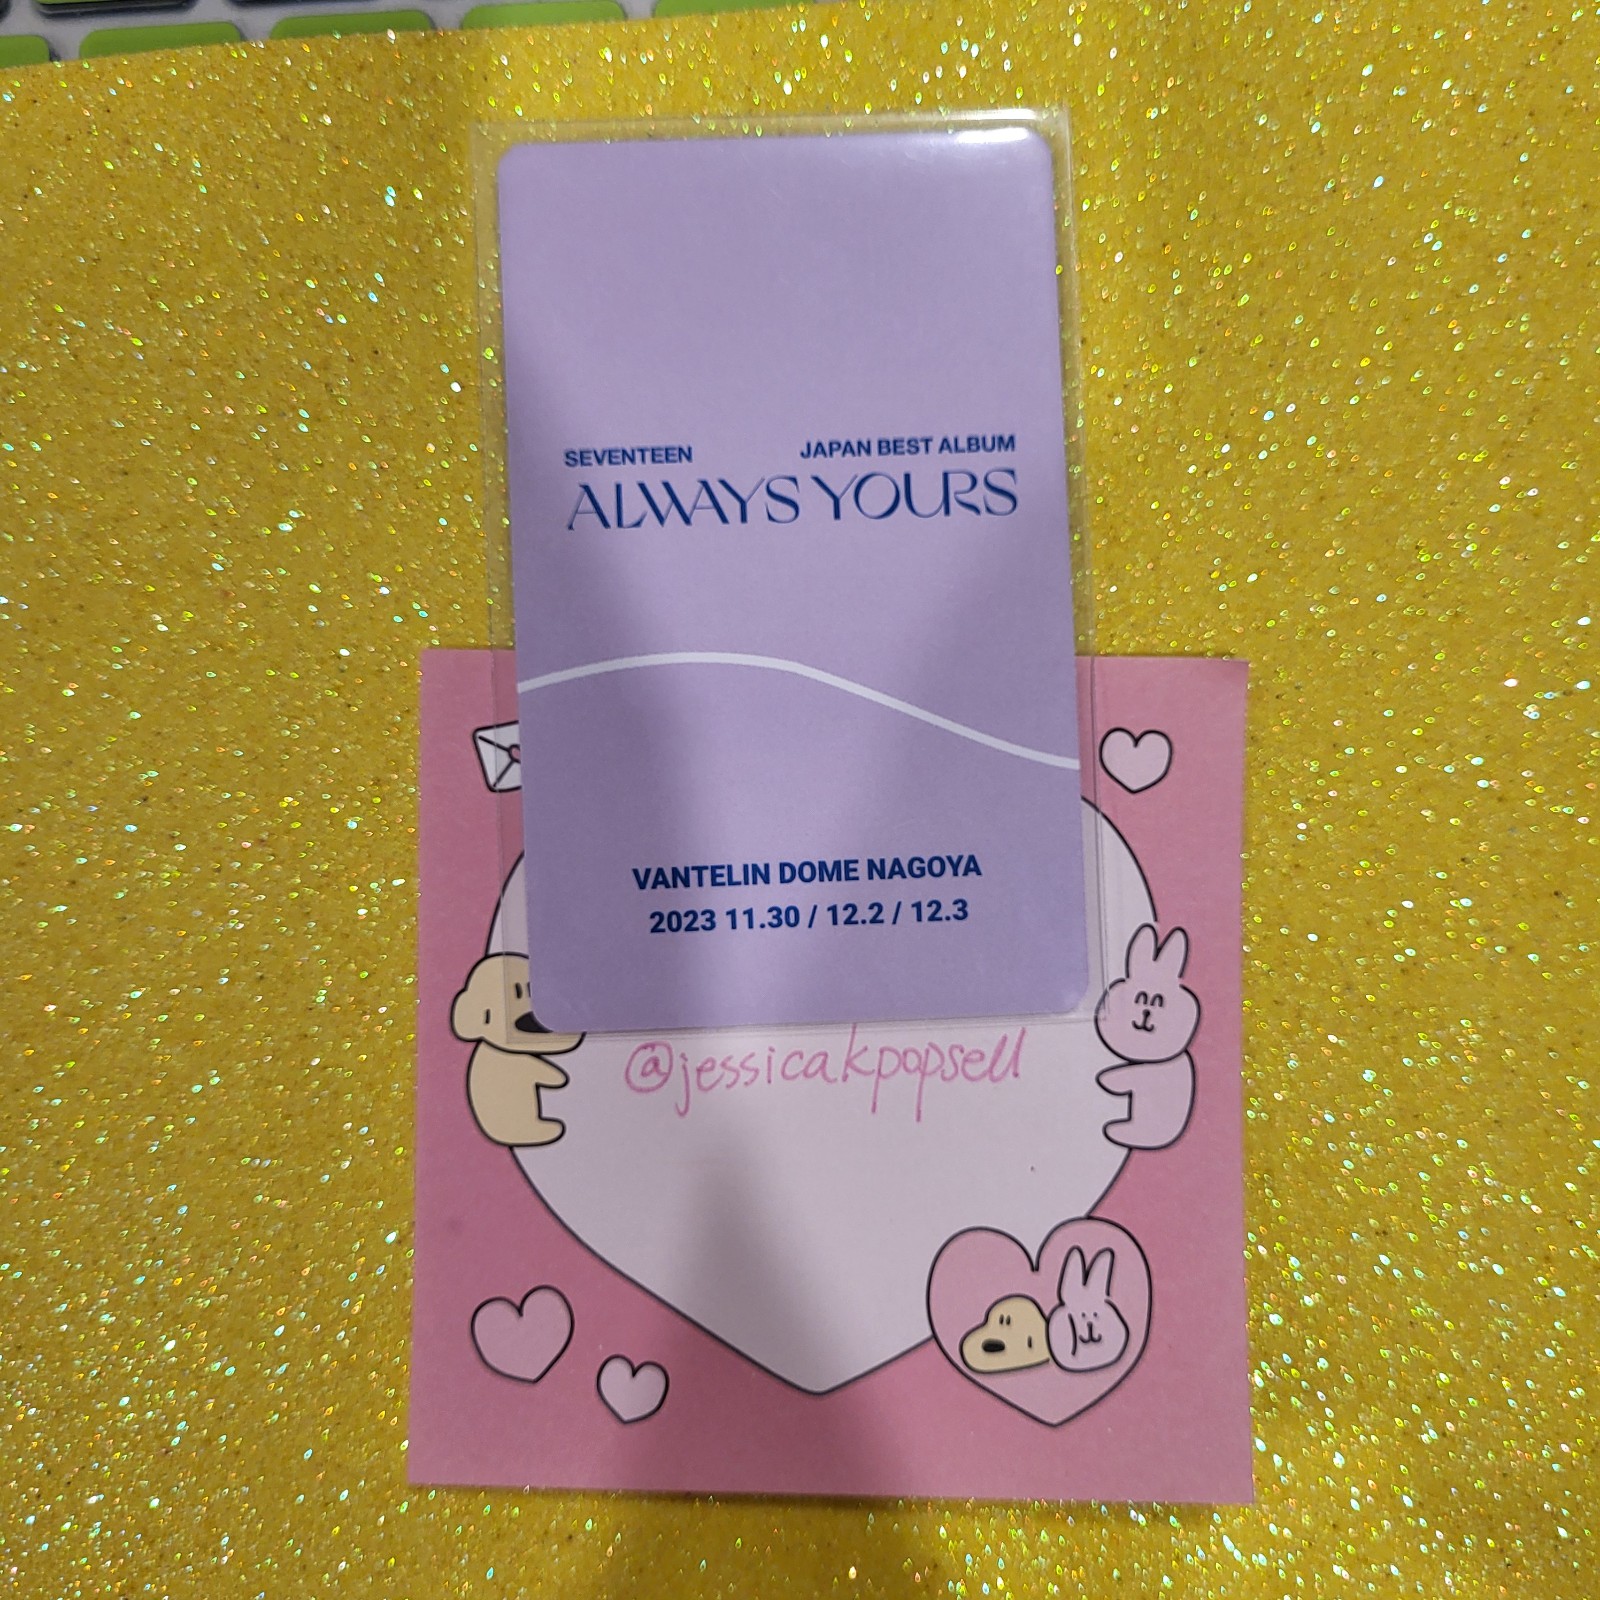 SEVENTEEN JAPAN BEST ALBUM
ALWAYS YOURS
VANTELIN DOME NAGOYA
2023 11.30 / 12.2 / 12.3
@jessicakpopsell